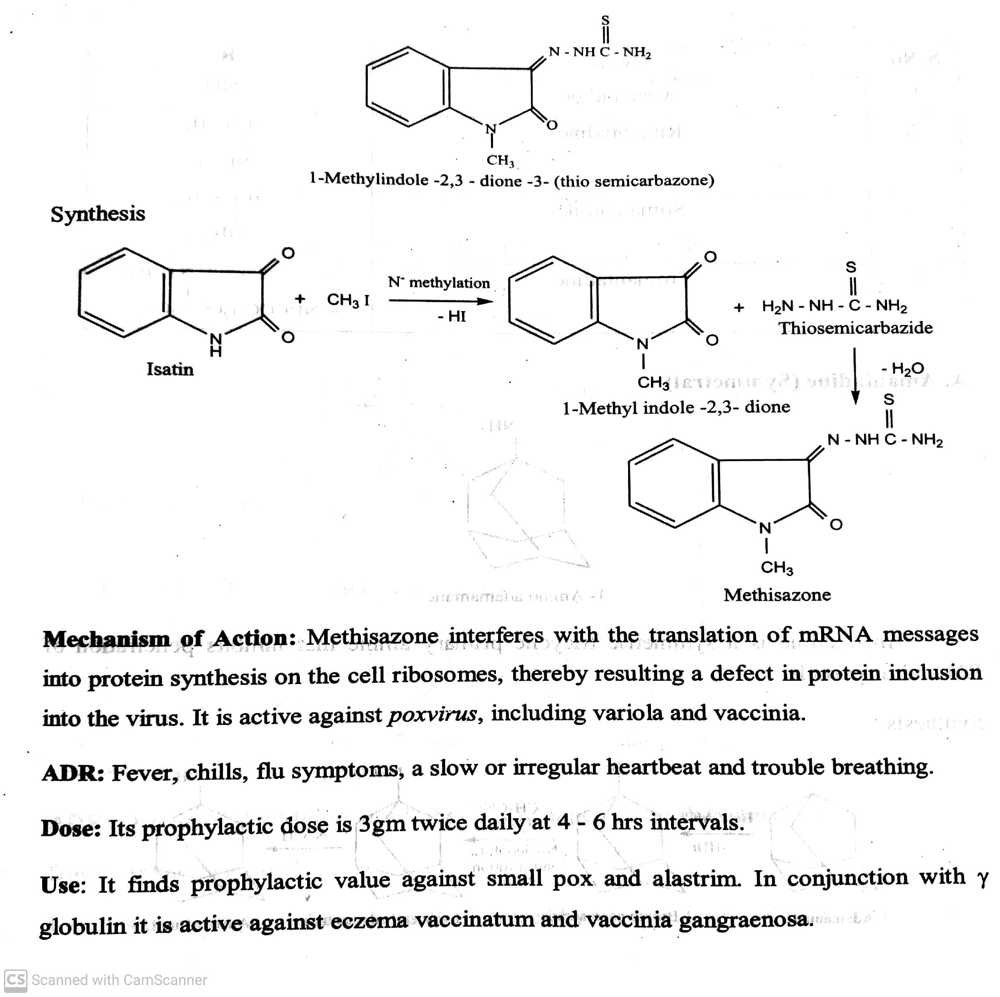 S
N - NH C - NH₂
N
O
CH₃
1-Methylindole -2,3 - dione -3- (thio semicarbazone)
Synthesis
O
O
N
H
Isatin
+ CH₃ I
N⁻ methylation
- HI
O
O
N
CH₃
1-Methyl indole -2,3- dione
+
S
H₂N - NH - C - NH₂
Thiosemicarbazide
- H₂O
S
N - NH C - NH₂
N
O
CH₃
Methisazone
Mechanism of Action: Methisazone interferes with the translation of mRNA messages
into protein synthesis on the cell ribosomes, thereby resulting a defect in protein inclusion
into the virus. It is active against poxvirus, including variola and vaccinia.
ADR: Fever, chills, flu symptoms, a slow or irregular heartbeat and trouble breathing.
Dose: Its prophylactic dose is 3gm twice daily at 4 - 6 hrs intervals.
Use: It finds prophylactic value against small pox and alastrim. In conjunction with γ
globulin it is active against eczema vaccinatum and vaccinia gangraenosa.
CS Scanned with CamScanner